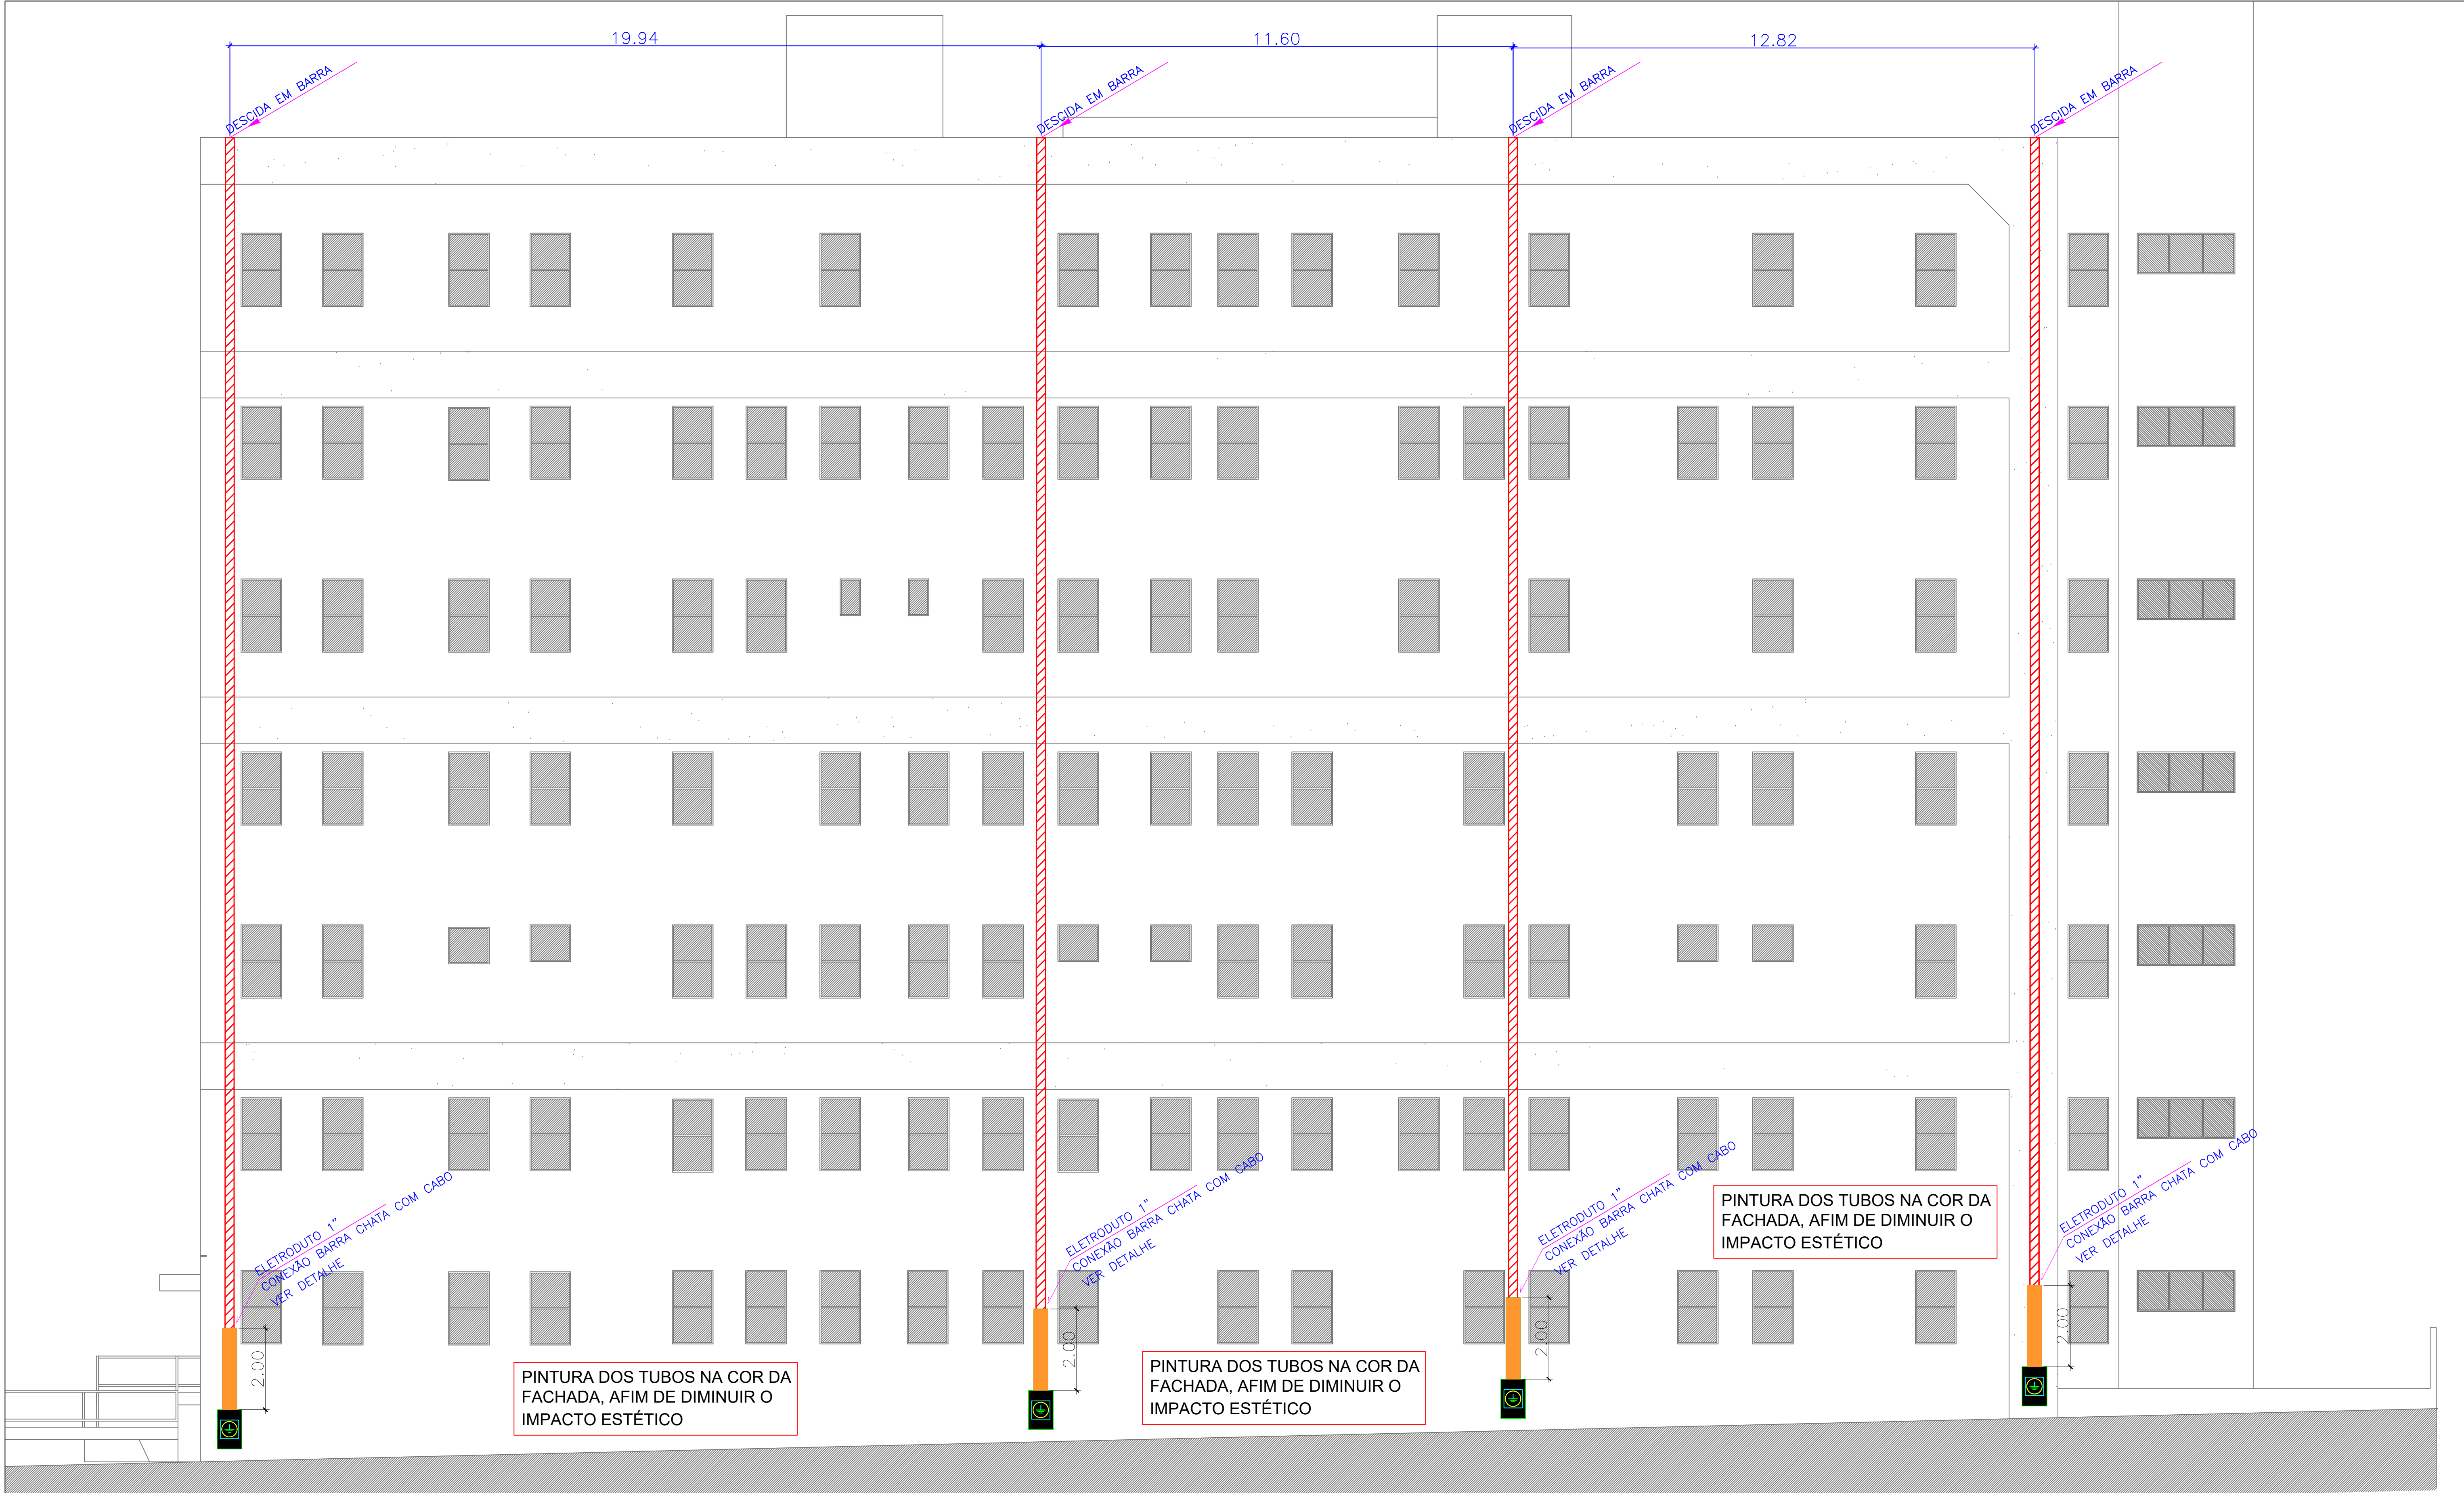 19.94
11.60
12.82
DESCIDA EM BARRA
DESCIDA EM BARRA
DESCIDA EM BARRA
DESCIDA EM BARRA
ELETRODUTO 1"
CONEXÃO BARRA CHATA COM CABO
VER DETALHE
ELETRODUTO 1"
CONEXÃO BARRA CHATA COM CABO
VER DETALHE
ELETRODUTO 1"
CONEXÃO BARRA CHATA COM CABO
VER DETALHE
ELETRODUTO 1"
CONEXÃO BARRA CHATA COM CABO
VER DETALHE
PINTURA DOS TUBOS NA COR DA
FACHADA, AFIM DE DIMINUIR O
IMPACTO ESTÉTICO
2.00
2.00
2.00
2.00
PINTURA DOS TUBOS NA COR DA
FACHADA, AFIM DE DIMINUIR O
IMPACTO ESTÉTICO
PINTURA DOS TUBOS NA COR DA
FACHADA, AFIM DE DIMINUIR O
IMPACTO ESTÉTICO